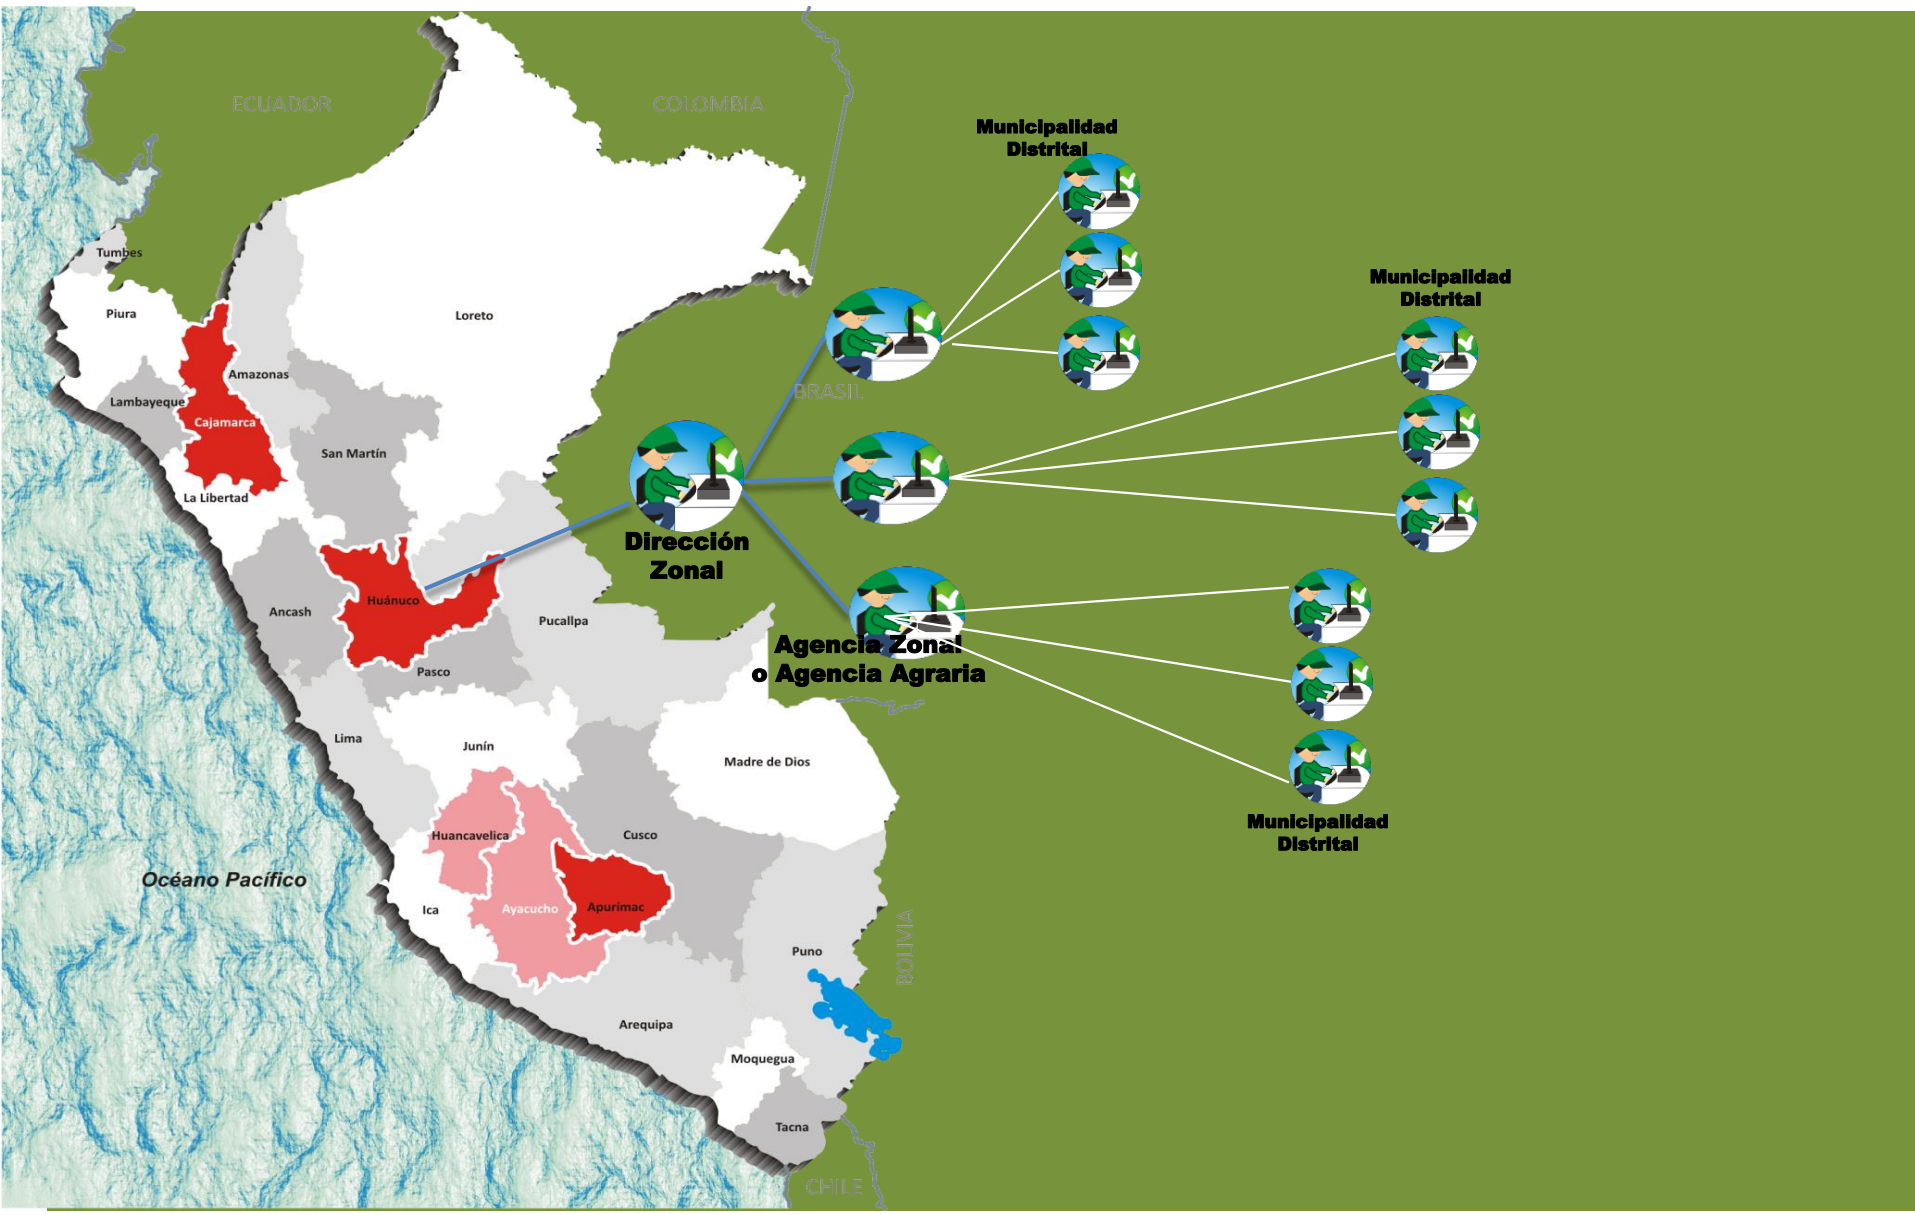 ECUADOR
COLOMBIA
Municipalidad
Distrital
Tumbes
Municipalidad
Distrital
Piura
Loreto
Amazonas
BRASIL
Lambayeque
Cajamarca
San Martín
La Libertad
Dirección
Zonal
Huánuco
Ancash
Pucallpa
Agencia Zonal
o Agencia Agraria
Pasco
Lima
Junín
Madre de Dios
Municipalidad
Distrital
Huancavelica
Cusco
Océano Pacífico
Ica
Ayacucho
Apurímac
BOLIVIA
Puno
Arequipa
Moquegua
Tacna
CHILE